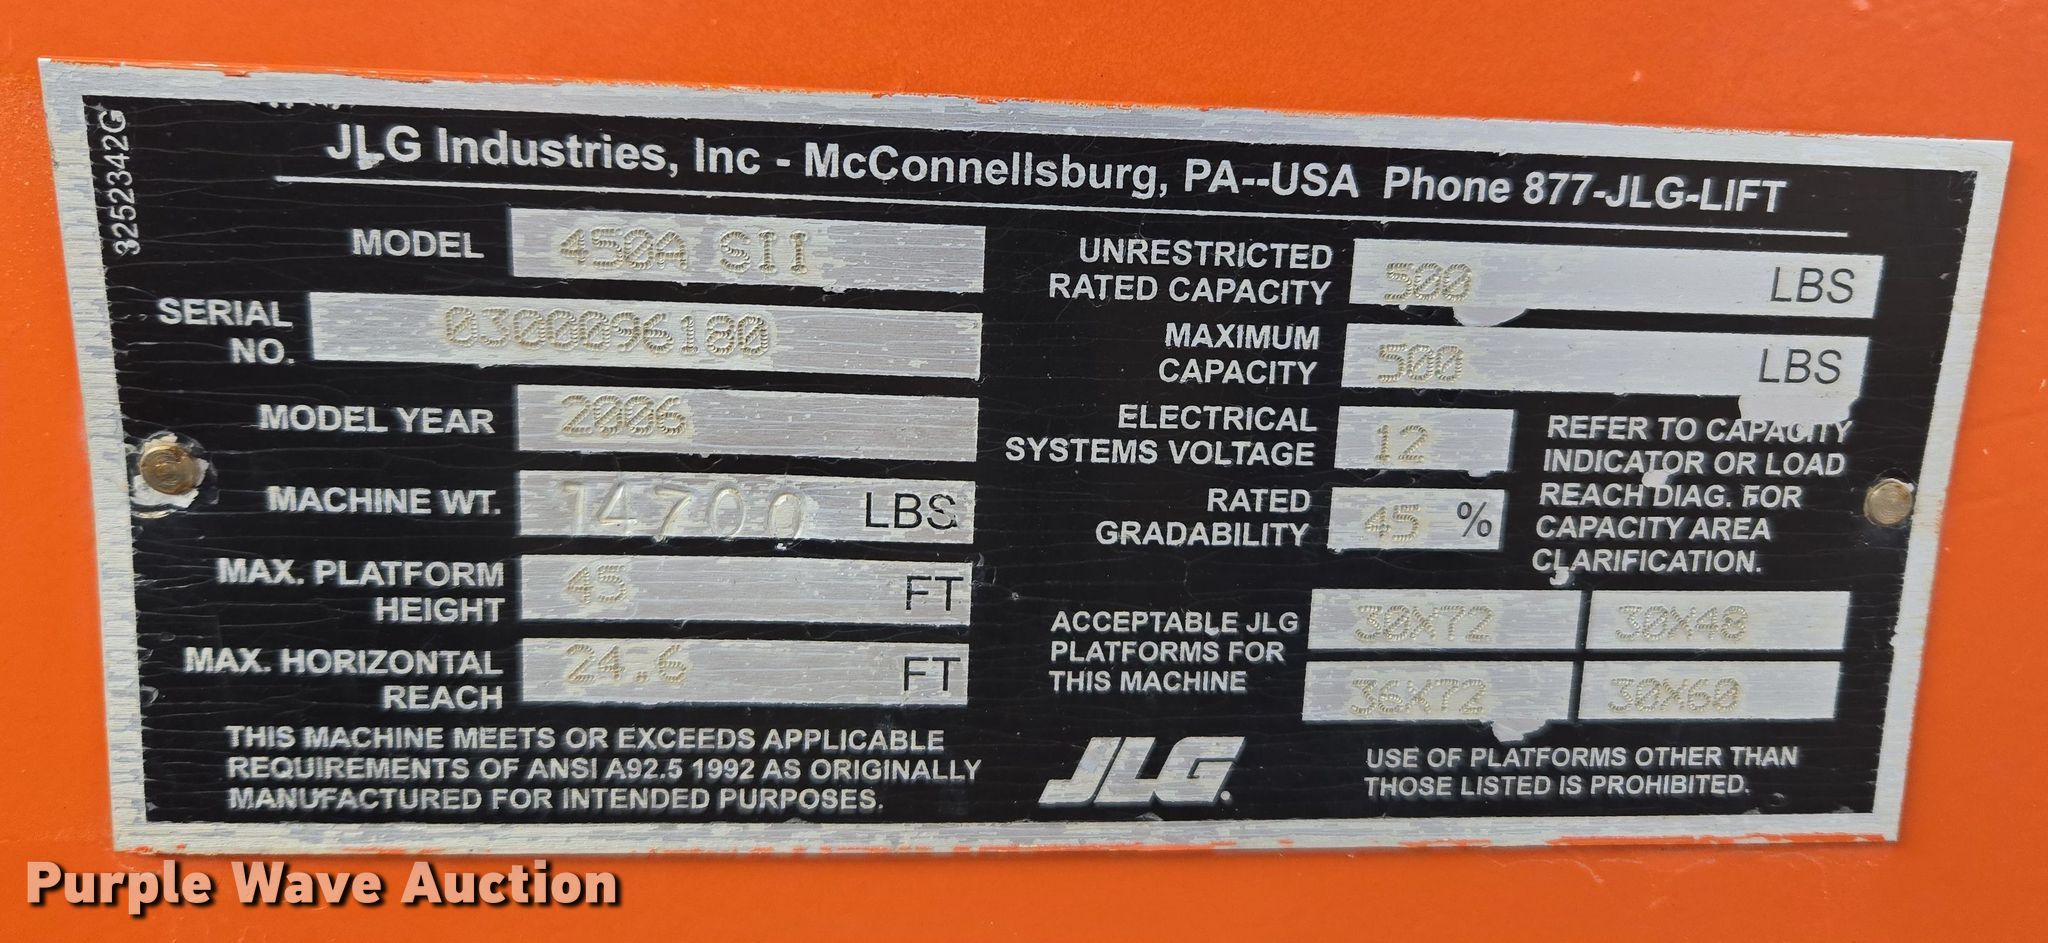 3252342G
JLG Industries, Inc - McConnellsburg, PA--USA Phone 877-JLG-LIFT
MODEL 450A SII
SERIAL NO. 0300096180
MODEL YEAR 2006
MACHINE WT. 14700 LBS
MAX. PLATFORM HEIGHT 45 FT
MAX. HORIZONTAL REACH 24.6 FT
THIS MACHINE MEETS OR EXCEEDS APPLICABLE
REQUIREMENTS OF ANSI A92.5 1992 AS ORIGINALLY
MANUFACTURED FOR INTENDED PURPOSES.
UNRESTRICTED RATED CAPACITY 500 LBS
MAXIMUM CAPACITY 500 LBS
ELECTRICAL SYSTEMS VOLTAGE 12
RATED GRADABILITY 45 %
REFER TO CAPACITY
INDICATOR OR LOAD
REACH DIAG. FOR
CAPACITY AREA
CLARIFICATION.
ACCEPTABLE JLG
PLATFORMS FOR
THIS MACHINE
30X72 30X48
36X72 30X60
JLG.
USE OF PLATFORMS OTHER THAN
THOSE LISTED IS PROHIBITED.
Purple Wave Auction